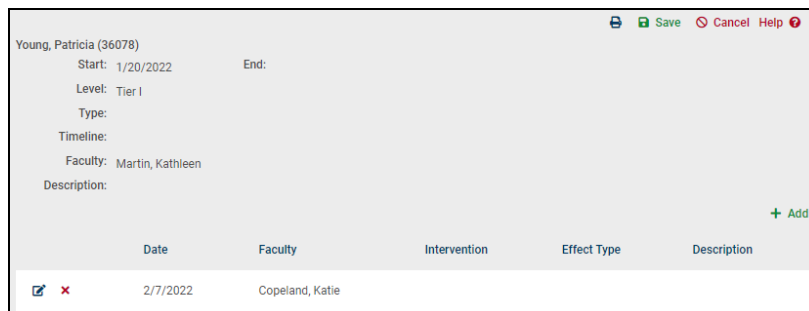 Save Cancel Help
Young, Patricia (36078)
Start: 1/20/2022 End:
Level: Tier I
Type:
Timeline:
Faculty: Martin, Kathleen
Description:
+ Add
Date Faculty Intervention Effect Type Description
2/7/2022 Copeland, Katie